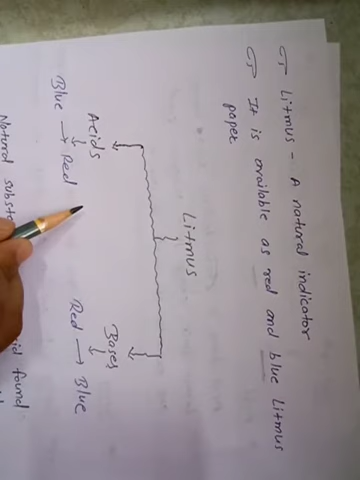 Litmus - A natural indicator
It is available as red and blue Litmus
paper
Litmus
Acids Bases
Blue → Red Red → Blue
Natural found